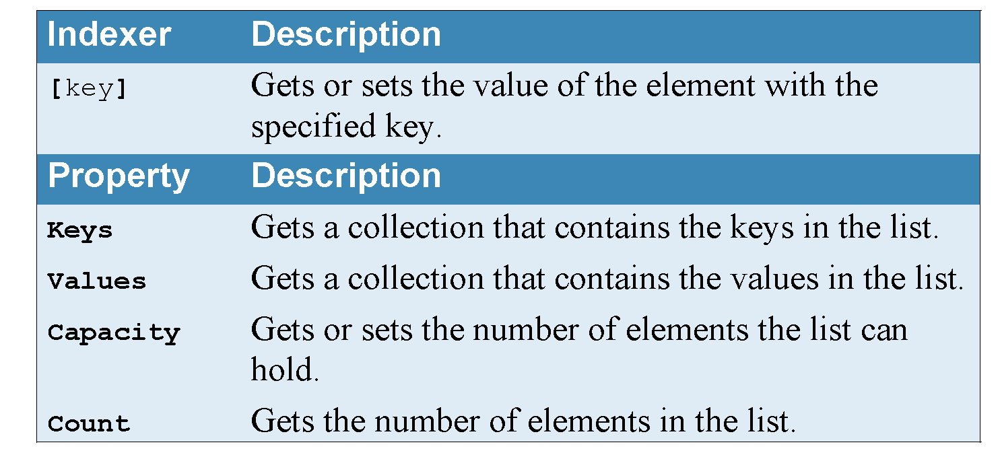 Indexer Description
[key] Gets or sets the value of the element with the
specified key.
Property Description
Keys Gets a collection that contains the keys in the list.
Values Gets a collection that contains the values in the list.
Capacity Gets or sets the number of elements the list can
hold.
Count Gets the number of elements in the list.